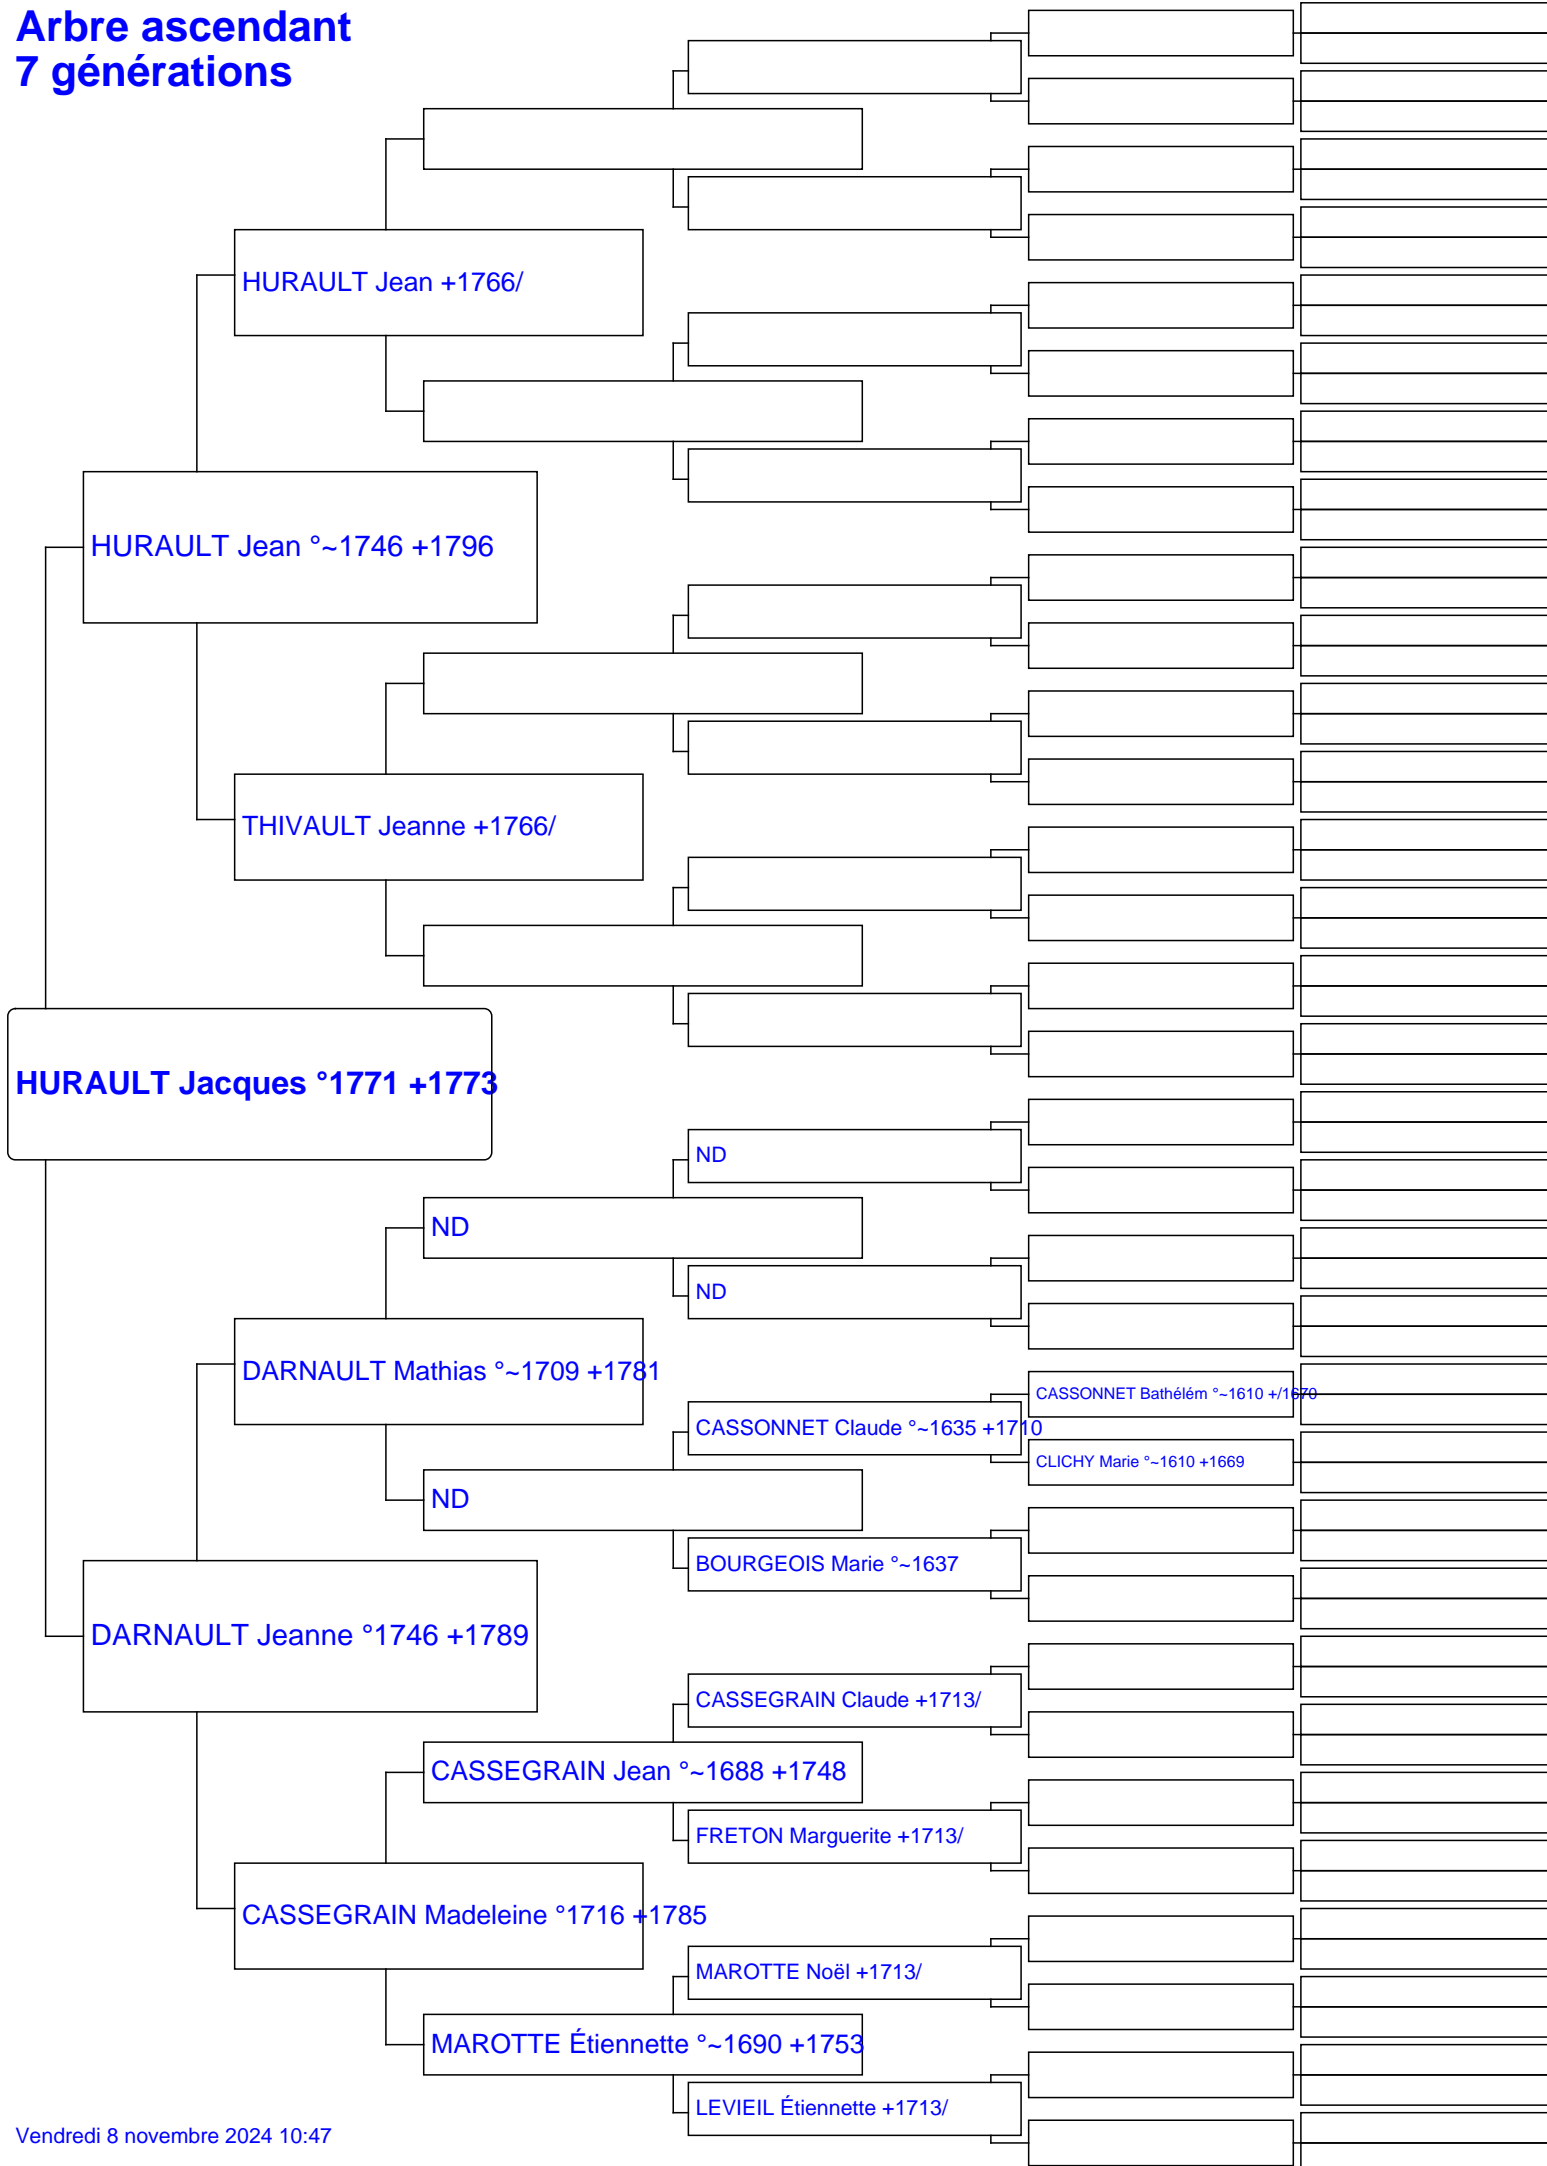 Arbre ascendant
7 générations
HURAULT Jean +1766/
HURAULT Jean °~1746 +1796
THIVAULT Jeanne +1766/
HURAULT Jacques °1771 +1773
ND
ND
ND
DARNAULT Mathias °~1709 +1781
CASSONNET Bathélém °~1610 +/1670
CASSONNET Claude °~1635 +1710
CLICHY Marie °~1610 +1669
ND
BOURGEOIS Marie °~1637
DARNAULT Jeanne °1746 +1789
CASSEGRAIN Claude +1713/
CASSEGRAIN Jean °~1688 +1748
FRETON Marguerite +1713/
CASSEGRAIN Madeleine °1716 +1785
MAROTTE Noël +1713/
MAROTTE Étiennette °~1690 +1753
LEVIEIL Étiennette +1713/
Vendredi 8 novembre 2024 10:47